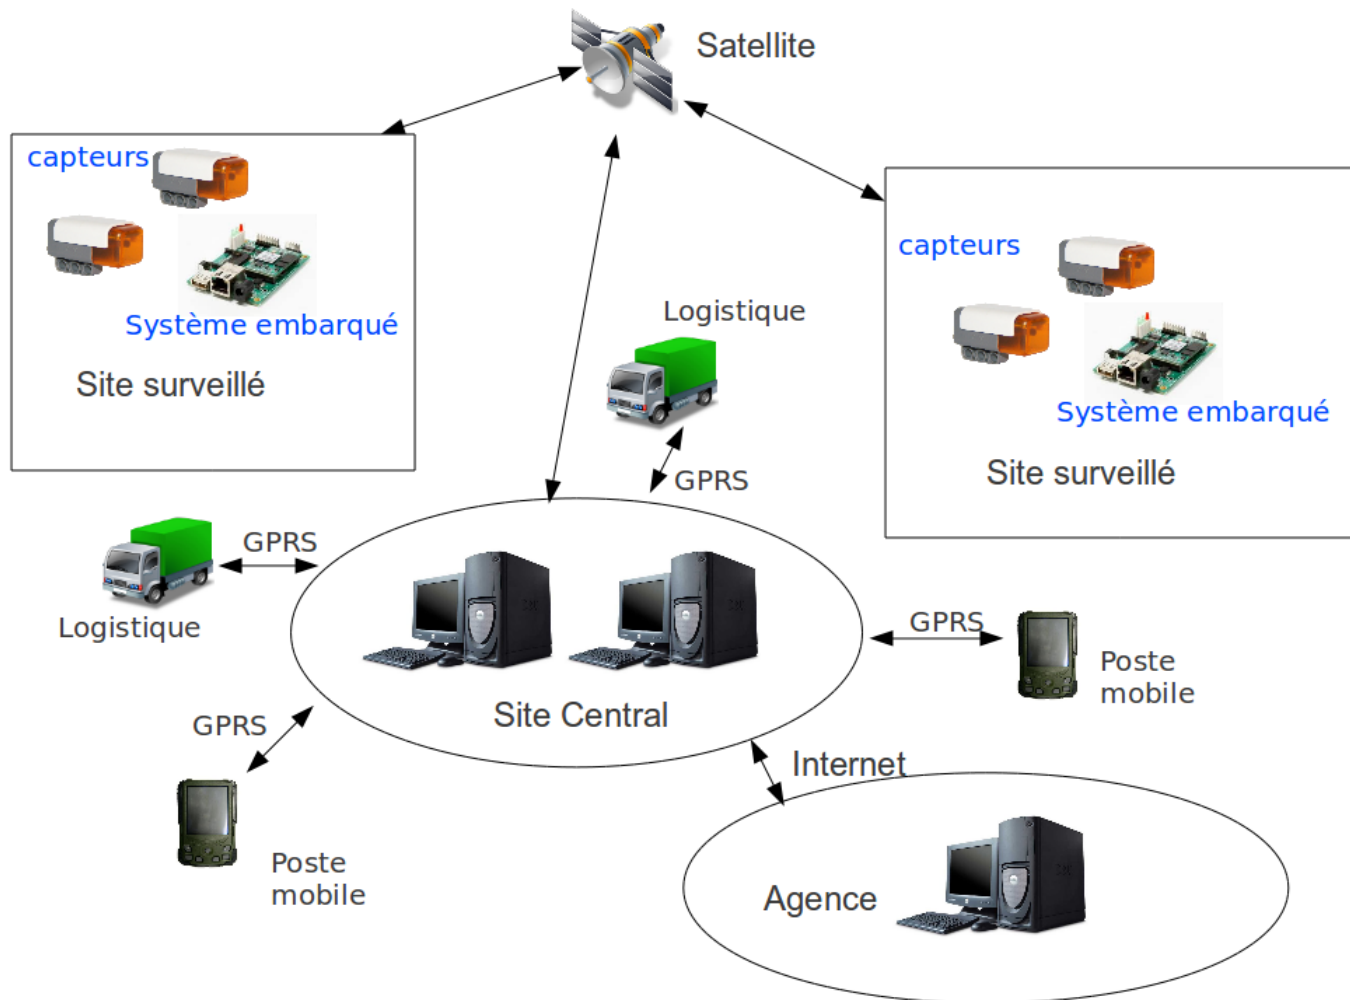 Satellite
capteurs
Système embarqué
Site surveillé
capteurs
Système embarqué
Site surveillé
Logistique
GPRS
GPRS
Logistique
GPRS
Poste
mobile
Site Central
GPRS
Internet
Poste
mobile
Agence